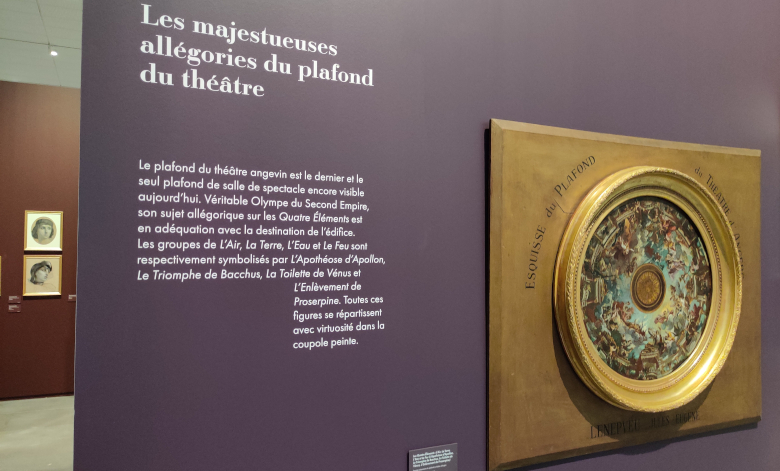 Les majestueuses
allégories du plafond
du théâtre
Le plafond du théâtre angevin est le dernier et le
seul plafond de salle de spectacle encore visible
aujourd'hui. Véritable Olympe du Second Empire,
son sujet allégorique sur les Quatre Éléments est
en adéquation avec la destination de l'édifice.
Les groupes de L'Air, La Terre, L'Eau et Le Feu sont
respectivement symbolisés par L'Apothéose d'Apollon,
Le Triomphe de Bacchus, La Toilette de Vénus et
L'Enlèvement de
Proserpine. Toutes ces
figures se répartissent
avec virtuosité dans la
coupole peinte.
ESQUISSE du PLAFOND du THEATRE
LENEPVEU